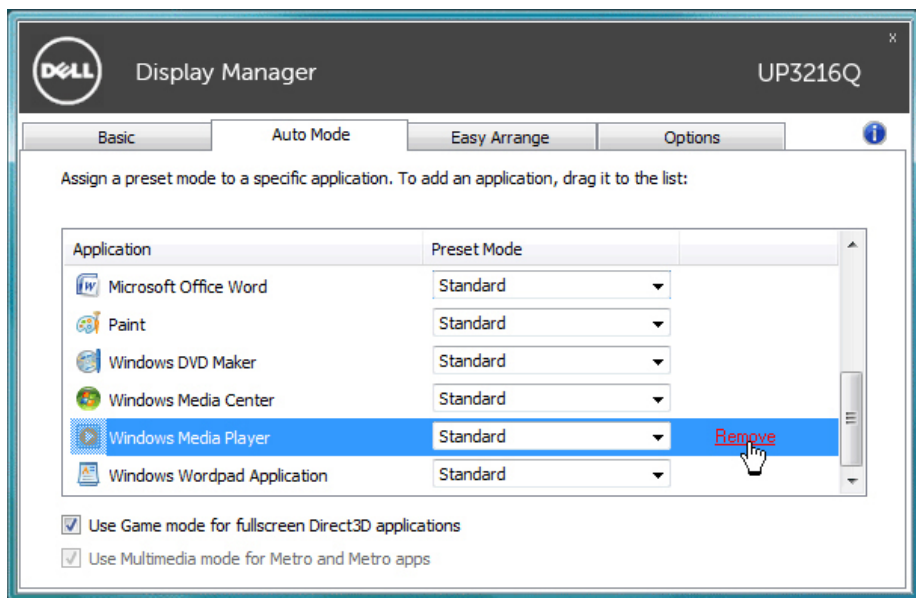 x
DELL Display Manager UP3216Q
Basic Auto Mode Easy Arrange Options
Assign a preset mode to a specific application. To add an application, drag it to the list:
Application Preset Mode
Microsoft Office Word Standard
Paint Standard
Windows DVD Maker Standard
Windows Media Center Standard
Windows Media Player Standard Remove
Windows Wordpad Application Standard
Use Game mode for fullscreen Direct3D applications
Use Multimedia mode for Metro and Metro apps